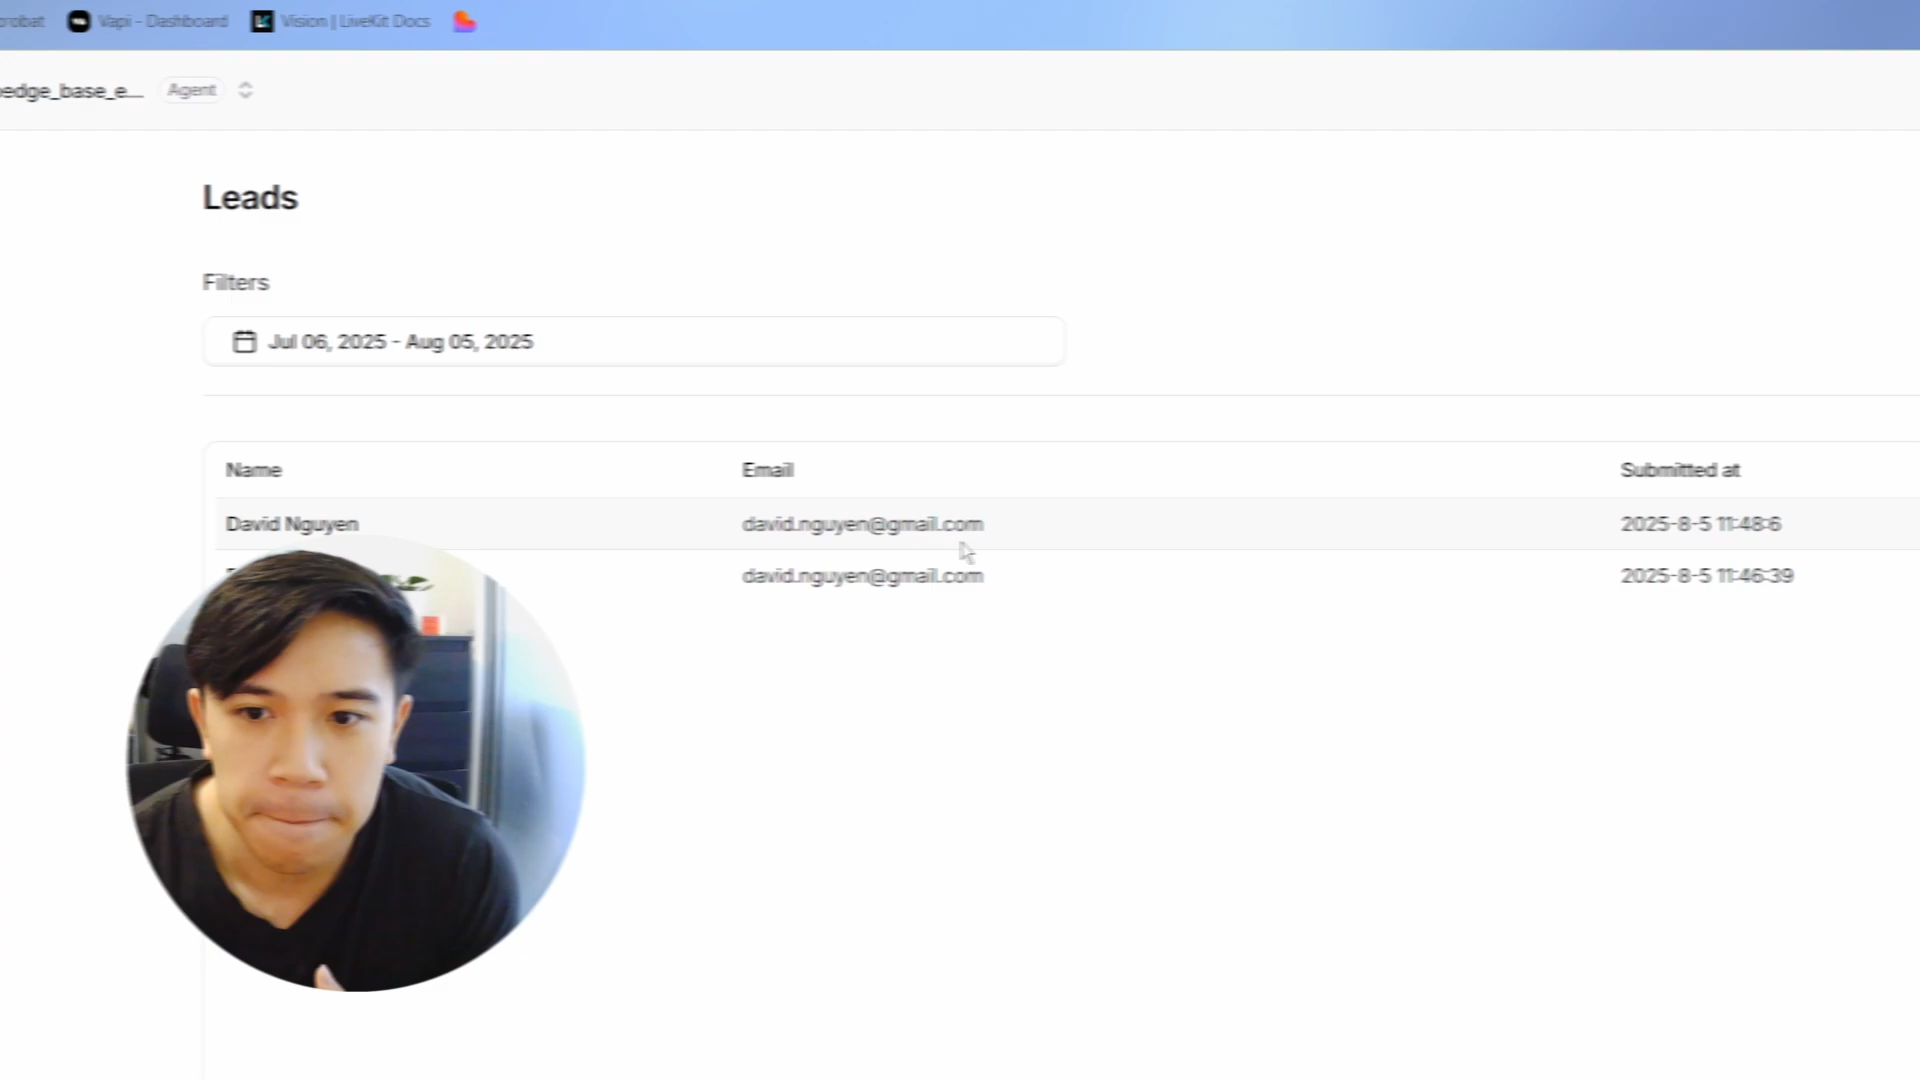 Vapi - Dashboard Vision | LiveKit Docs
Agent
Leads
Filters
Jul 06, 2025 - Aug 05, 2025
Name Email Submitted at
David Nguyen david.nguyen@gmail.com 2025-8-5 11:48:6
david.nguyen@gmail.com 2025-8-5 11:46:39